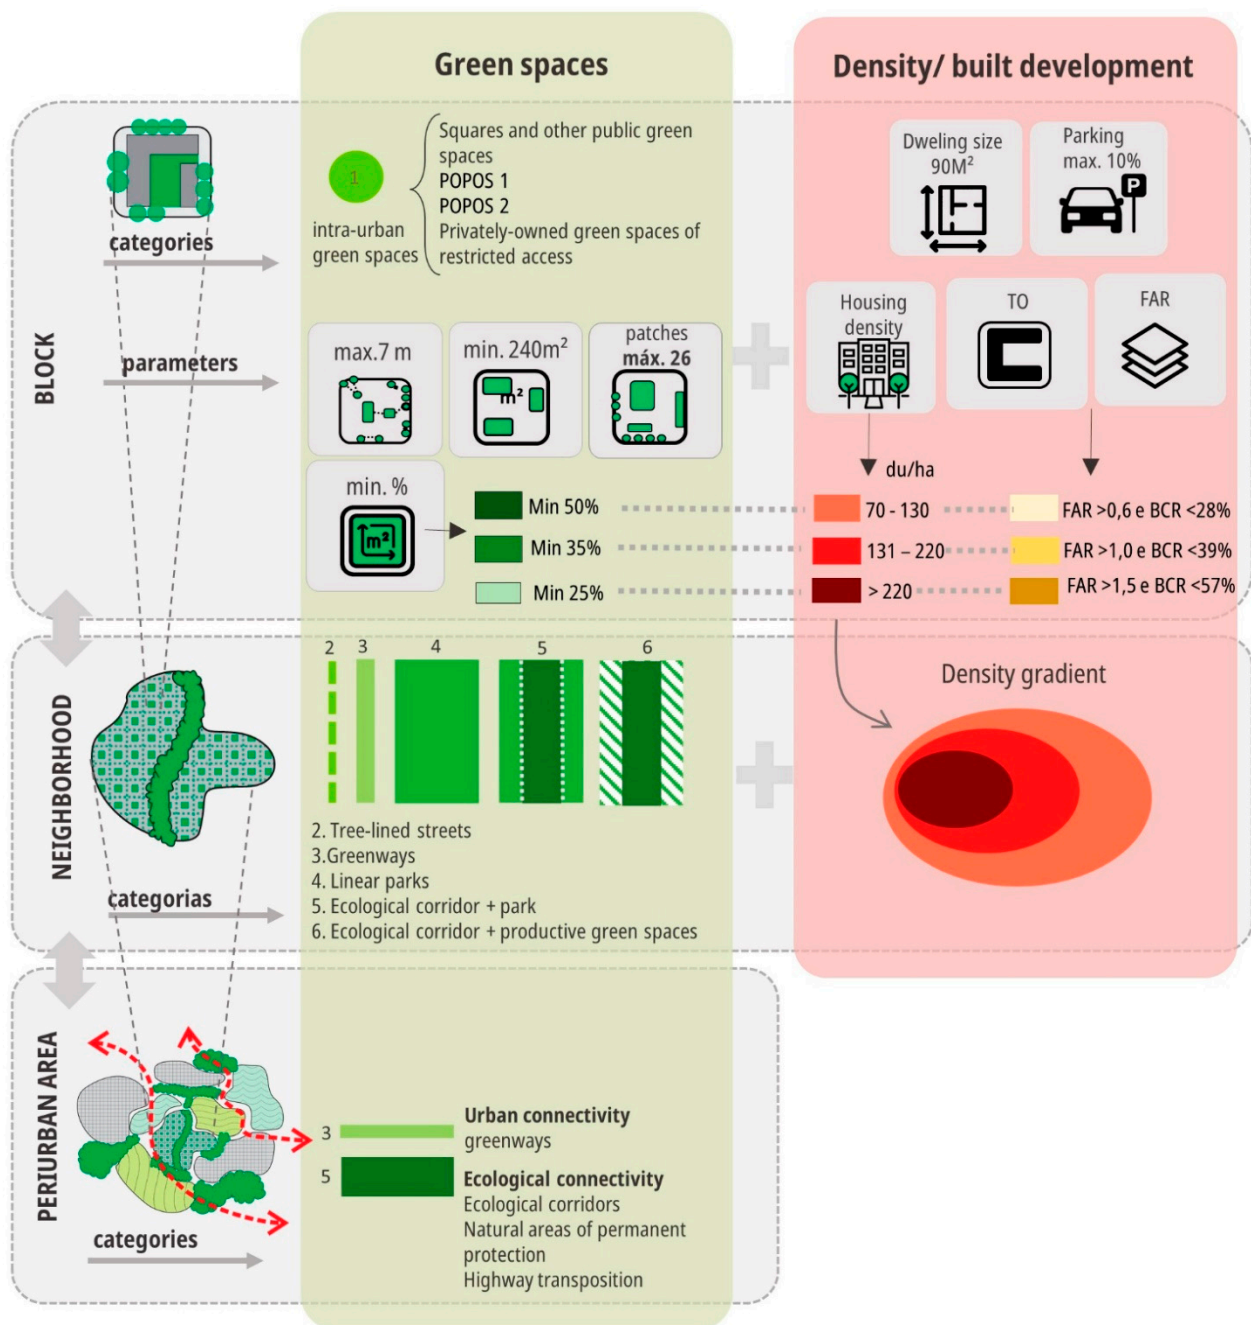 Green spaces
Density/ built development
BLOCK
categories
1
intra-urban
green spaces
Squares and other public green
spaces
POPOS 1
POPOS 2
Privately-owned green spaces of
restricted access
Dweling size
90M²
Parking
max. 10%
P
parameters
max.7 m
min. 240m²
m²
patches
máx. 26
Housing
density
TO
FAR
min. %
m²
Min 50%
Min 35%
Min 25%
du/ha
70 - 130
131 – 220
> 220
FAR >0,6 e BCR <28%
FAR >1,0 e BCR <39%
FAR >1,5 e BCR <57%
NEIGHBORHOOD
categorias
2
3
4
5
6
2. Tree-lined streets
3.Greenways
4. Linear parks
5. Ecological corridor + park
6. Ecological corridor + productive green spaces
Density gradient
PERIURBAN AREA
categories
3
Urban connectivity
greenways
5
Ecological connectivity
Ecological corridors
Natural areas of permanent
protection
Highway transposition